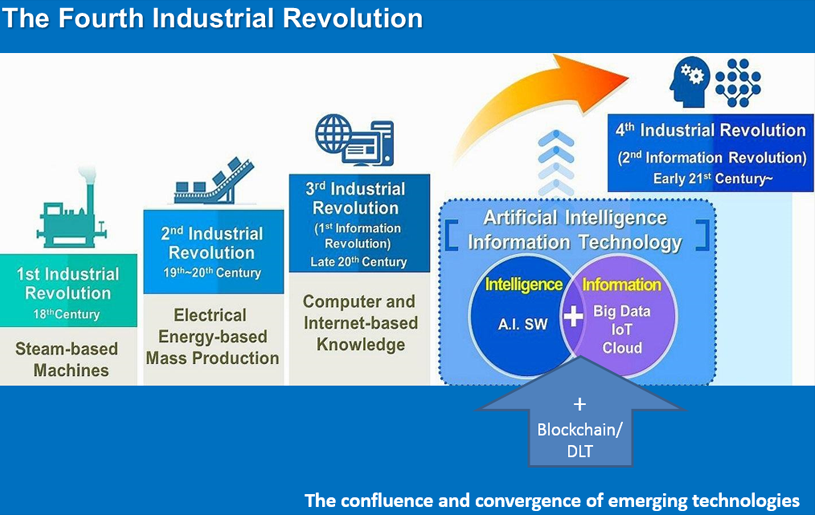 The Fourth Industrial Revolution
1st Industrial
Revolution
18thCentury
Steam-based
Machines
2nd Industrial
Revolution
19th~20th Century
Electrical
Energy-based
Mass Production
3rd Industrial
Revolution
(1st Information
Revolution)
Late 20th Century
Computer and
Internet-based
Knowledge
4th Industrial Revolution
(2nd Information Revolution)
Early 21st Century~
Artificial Intelligence
Information Technology
Intelligence
A.I. SW
+
Information
Big Data
IoT
Cloud
+
Blockchain/
DLT
The confluence and convergence of emerging technologies